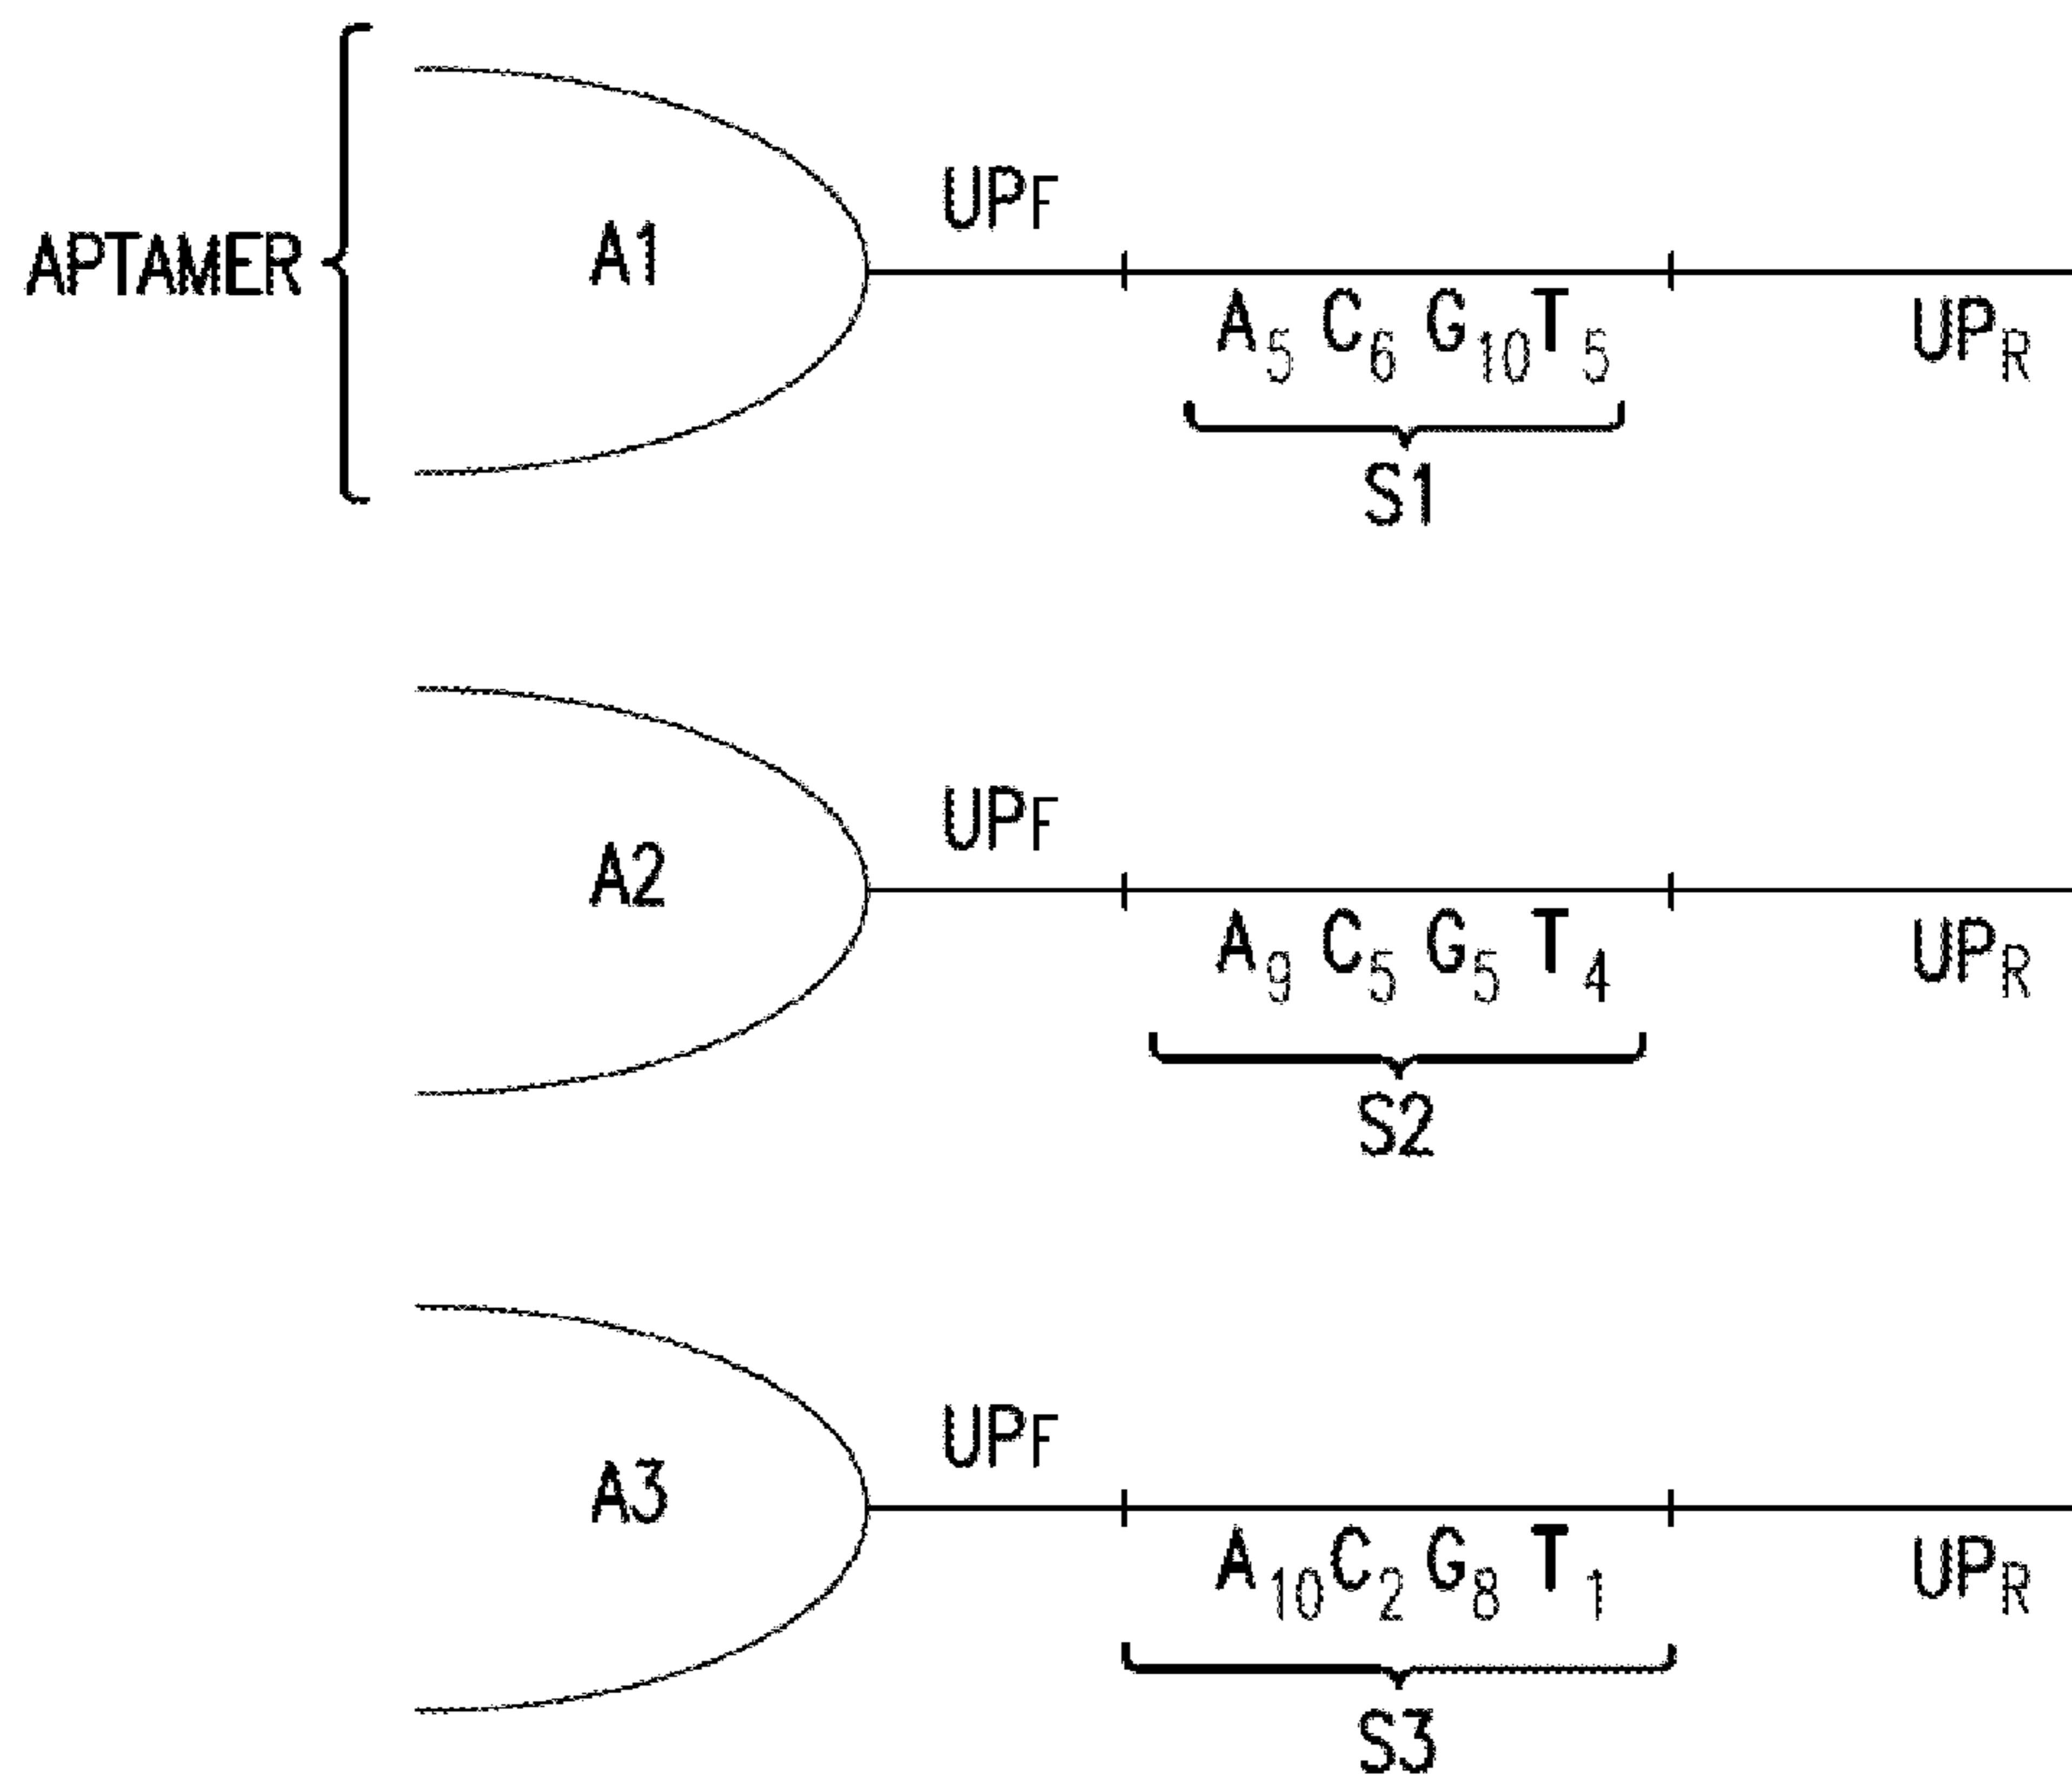 UPF
APTAMER A1
A5 C6 G10 T5 UPR
S1
UPF
A2
A9 C5 G5 T4 UPR
S2
UPF
A3
A10 C2 G8 T1 UPR
S3